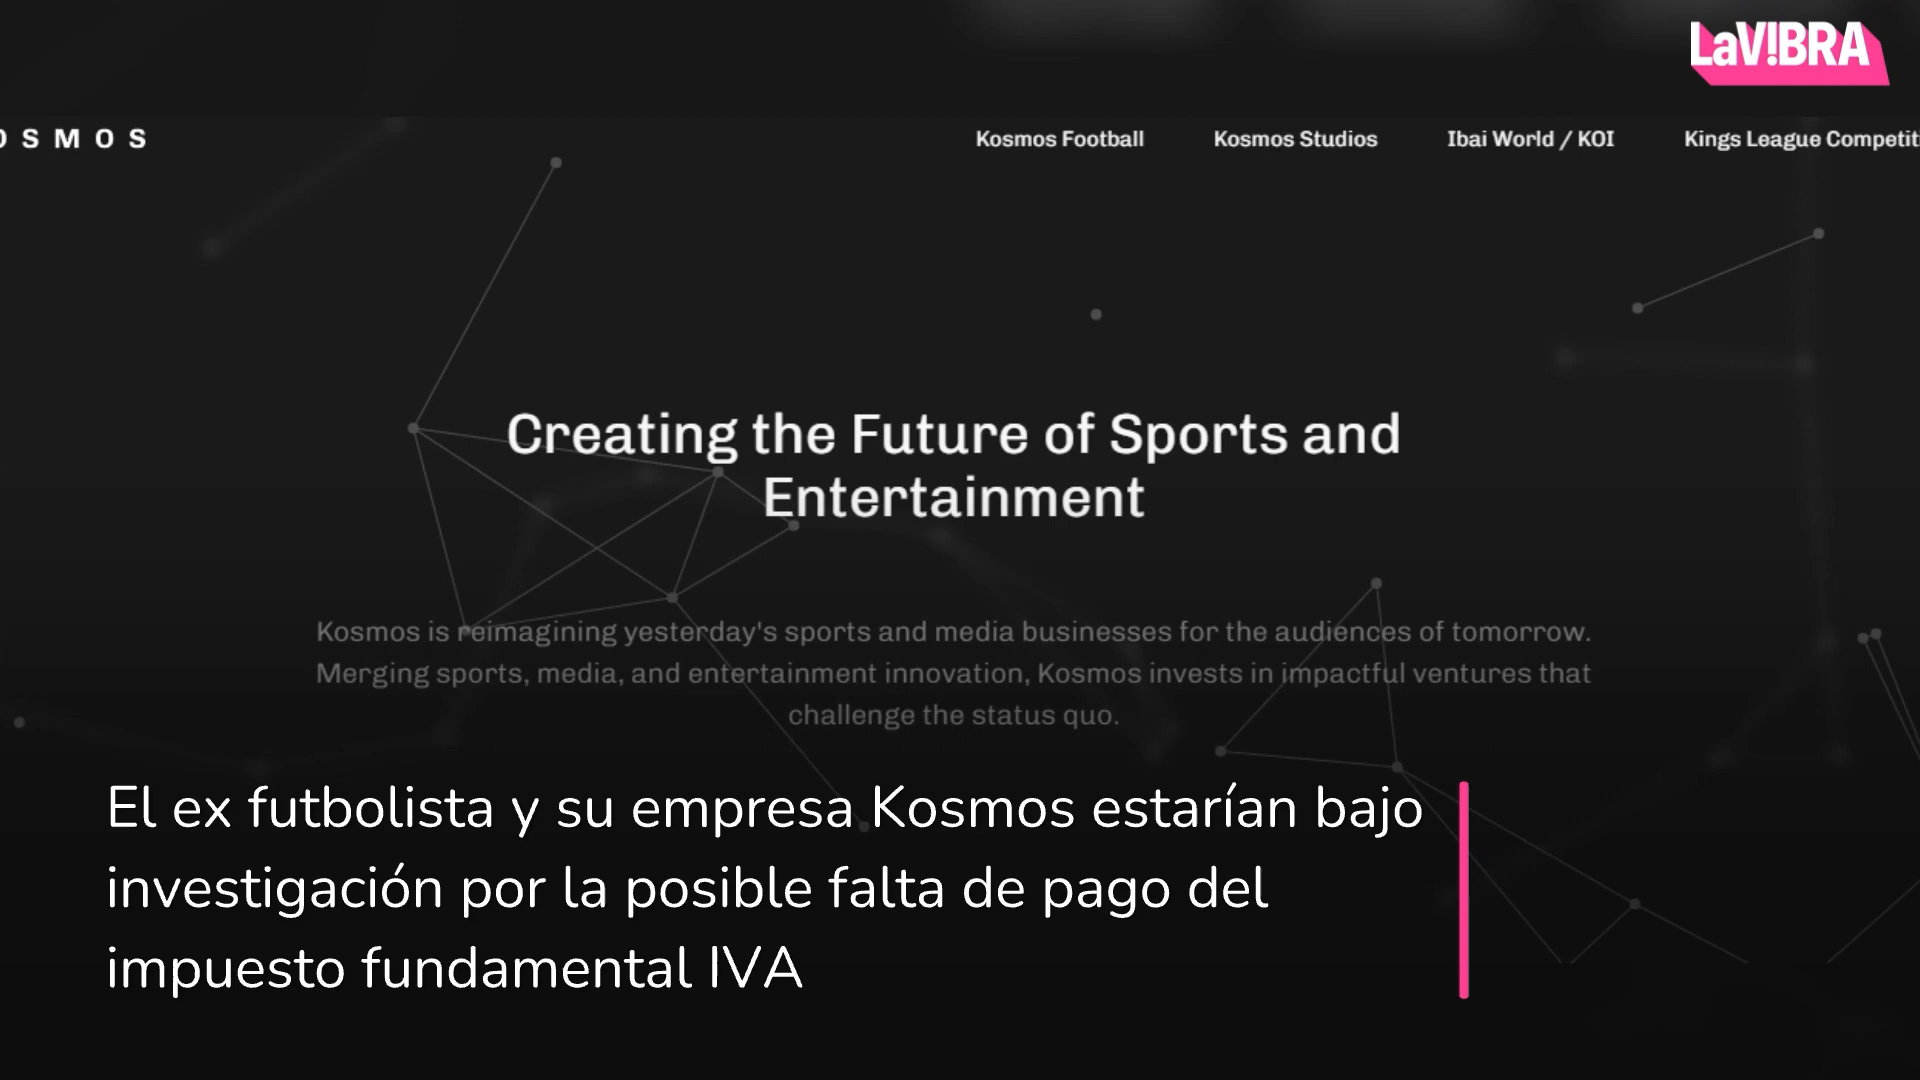 LaV!BRA
OSMOS
Kosmos Football
Kosmos Studios
Ibai World / KOI
Kings League
Creating the Future of Sports and
Entertainment
Kosmos is reimagining yesterday's sports and media businesses for the audiences of tomorrow.
Merging sports, media, and entertainment innovation, Kosmos invests in impactful ventures that
challenge the status quo.
El ex futbolista y su empresa Kosmos estarían bajo
investigación por la posible falta de pago del
impuesto fundamental IVA